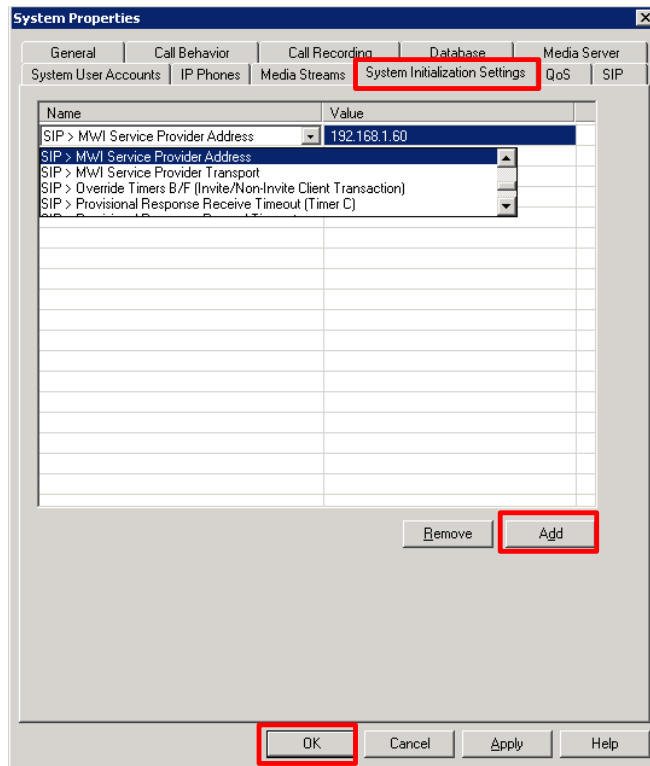 System Properties
General Call Behavior Call Recording Database Media Server
System User Accounts IP Phones Media Streams System Initialization Settings QoS SIP
Name Value
SIP > MWI Service Provider Address 192.168.1.60
SIP > MWI Service Provider Address
SIP > MWI Service Provider Transport
SIP > Override Timers B/F (Invite/Non-Invite Client Transaction)
SIP > Provisional Response Receive Timeout (Timer C)
Remove Add
OK Cancel Apply Help